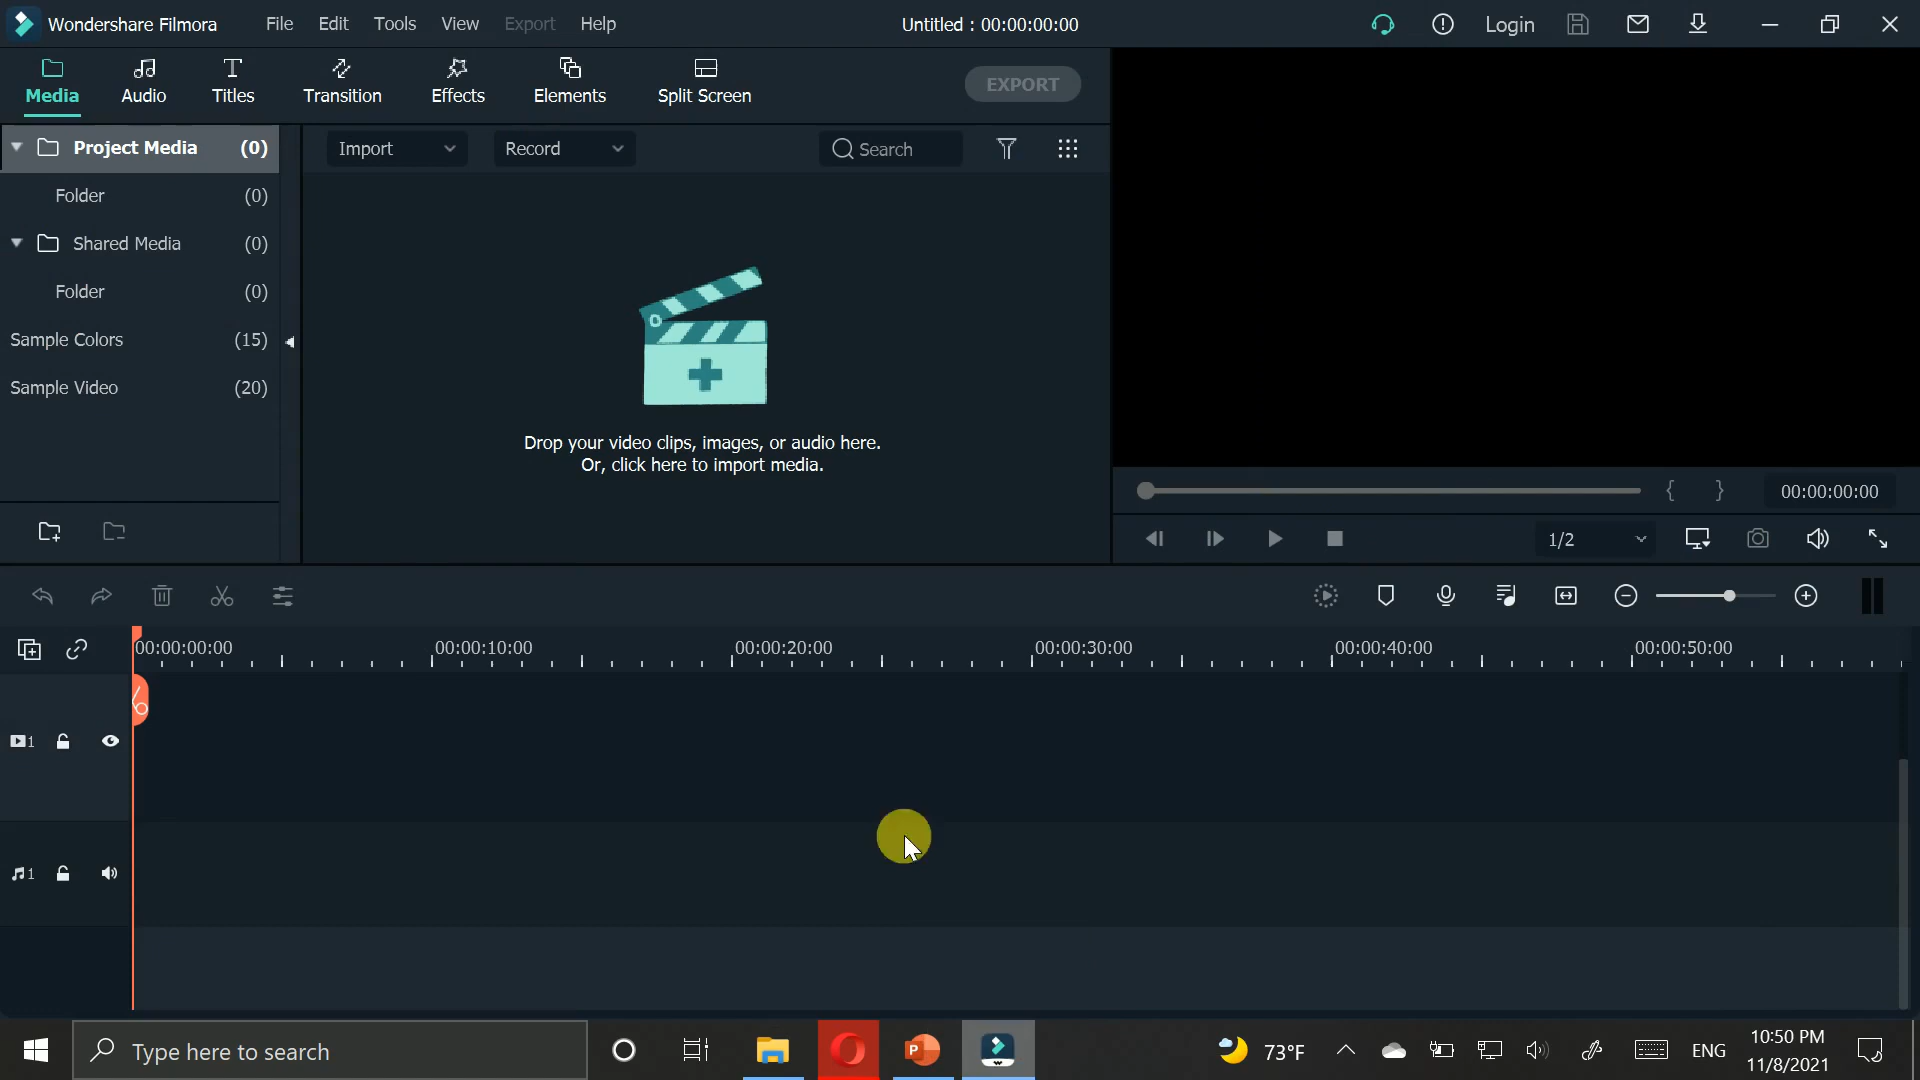 Wondershare Filmora
File Edit Tools View Export Help
Untitled : 00:00:00:00
Login
Media Audio Titles Transition Effects Elements Split Screen
EXPORT
Project Media (0)
Folder (0)
Shared Media (0)
Folder (0)
Sample Colors (15)
Sample Video (20)
Import Record Search
Drop your video clips, images, or audio here.
Or, click here to import media.
{ } 00:00:00:00
1/2
00:00:00:00 00:00:10:00 00:00:20:00 00:00:30:00 00:00:40:00 00:00:50:00
1
1
Type here to search
P
73°F
ENG
10:50 PM
11/8/2021